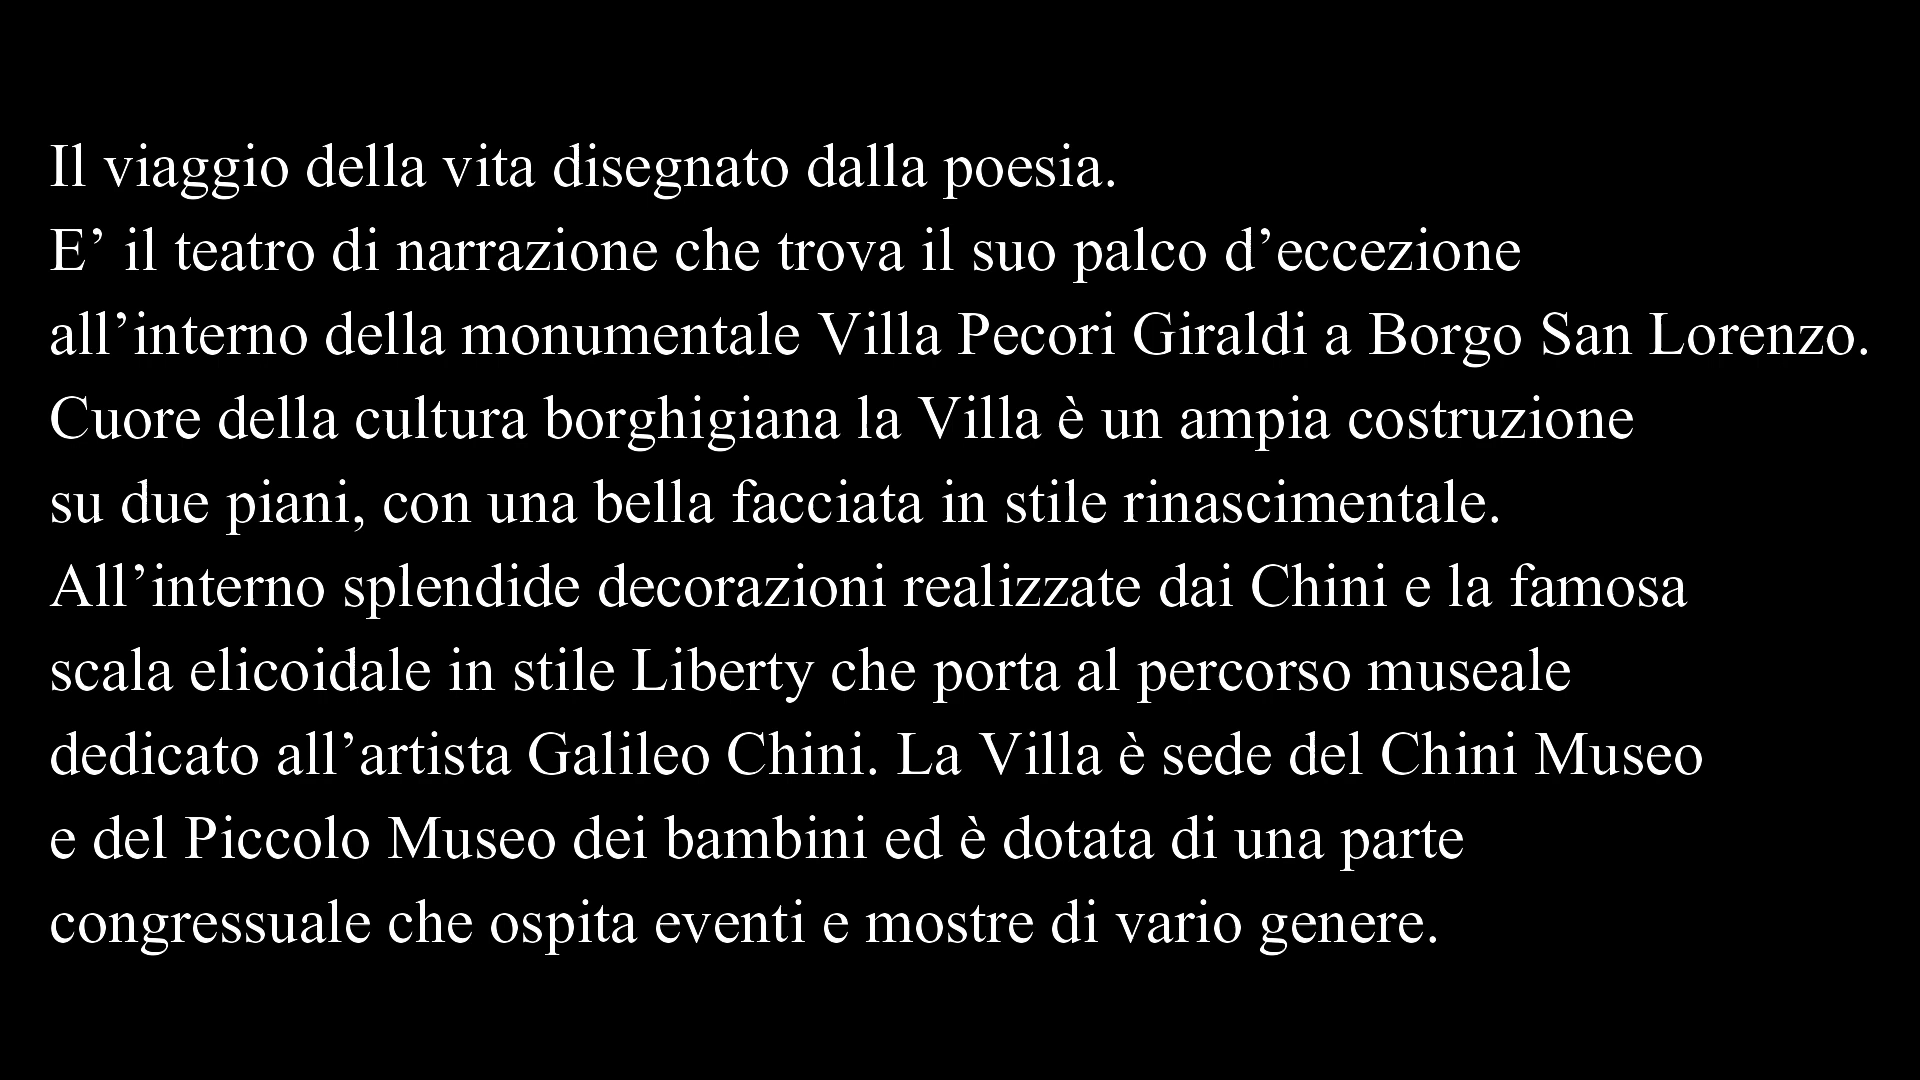 Il viaggio della vita disegnato dalla poesia.
E’ il teatro di narrazione che trova il suo palco d’eccezione
all’interno della monumentale Villa Pecori Giraldi a Borgo San Lorenzo.
Cuore della cultura borghigiana la Villa è un ampia costruzione
su due piani, con una bella facciata in stile rinascimentale.
All’interno splendide decorazioni realizzate dai Chini e la famosa
scala elicoidale in stile Liberty che porta al percorso museale
dedicato all’artista Galileo Chini. La Villa è sede del Chini Museo
e del Piccolo Museo dei bambini ed è dotata di una parte
congressuale che ospita eventi e mostre di vario genere.